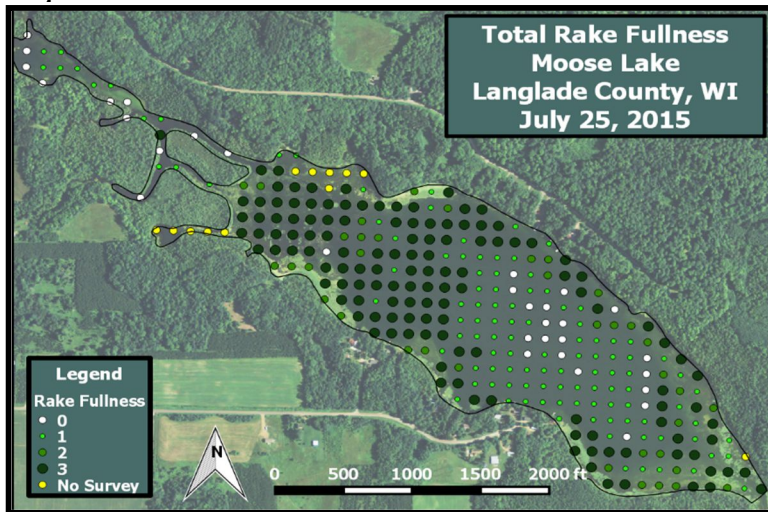 Total Rake Fullness
Moose Lake
Langlade County, WI
July 25, 2015
Legend
Rake Fullness
0
1
2
3
No Survey
N
0 500 1000 1500 2000 ft